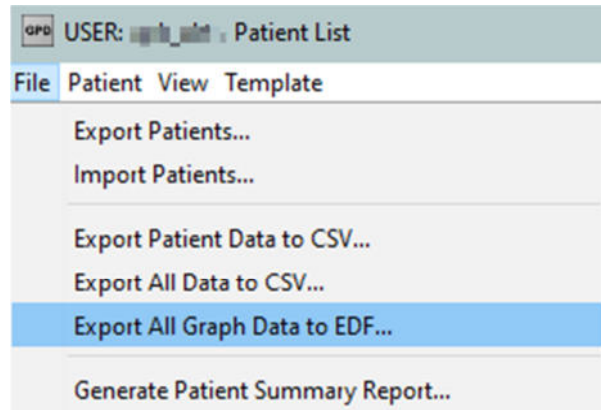 GPD USER: Patient List
File Patient View Template
Export Patients...
Import Patients...
Export Patient Data to CSV...
Export All Data to CSV...
Export All Graph Data to EDF...
Generate Patient Summary Report...